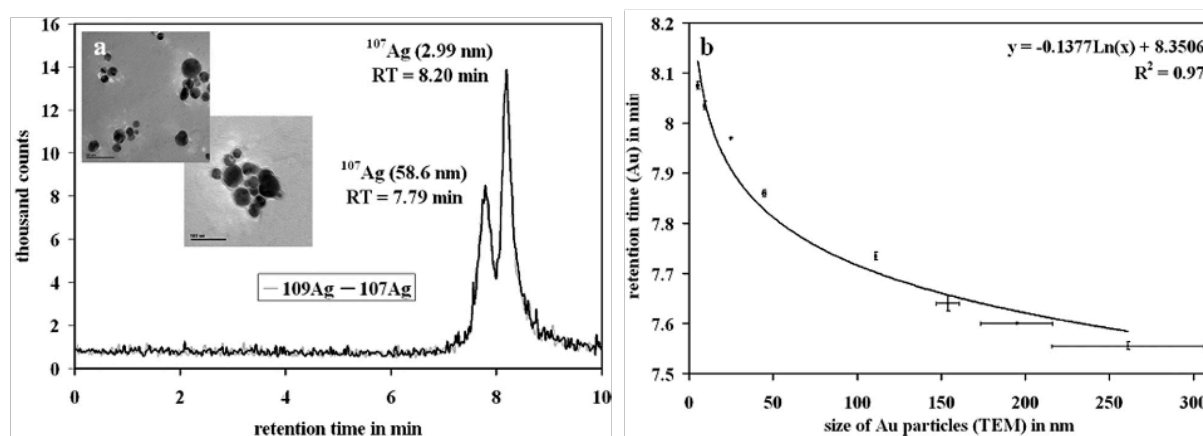 16
14
12
10
8
6
4
2
0
thousand counts
a
¹⁰⁷Ag (2.99 nm)
RT = 8.20 min
¹⁰⁷Ag (58.6 nm)
RT = 7.79 min
109Ag 107Ag
0 2 4 6 8 10
retention time in min
8.2
8.1
8
7.9
7.8
7.7
7.6
7.5
retention time (Au) in min
b
y = -0.1377Ln(x) + 8.3506
R² = 0.97
0 50 100 150 200 250 300
size of Au particles (TEM) in nm